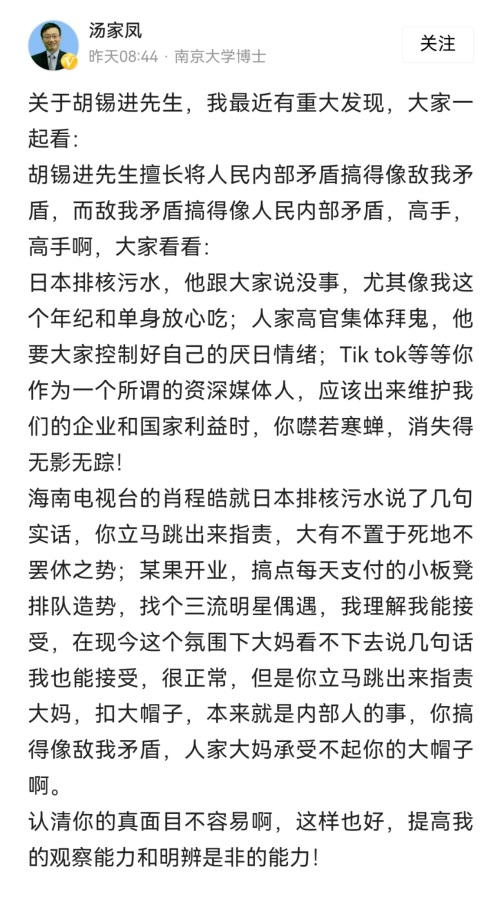 汤家凤
昨天08:44 · 南京大学博士
关注
关于胡锡进先生，我最近有重大发现，大家一
起看：
胡锡进先生擅长将人民内部矛盾搞得像敌我矛
盾，而敌我矛盾搞得像人民内部矛盾，高手，
高手啊，大家看看：
日本排核污水，他跟大家说没事，尤其像我这
个年纪和单身放心吃；人家高官集体拜鬼，他
要大家控制好自己的厌日情绪；Tik tok等等你
作为一个所谓的资深媒体人，应该出来维护我
们的企业和国家利益时，你噤若寒蝉，消失得
无影无踪！
海南电视台的肖程皓就日本排核污水说了几句
实话，你立马跳出来指责，大有不置于死地不
罢休之势；某果开业，搞点每天支付的小板凳
排队造势，找个三流明星偶遇，我理解我能接
受，在现今这个氛围下大妈看不下去说几句话
我也能接受，很正常，但是你立马跳出来指责
大妈，扣大帽子，本来就是内部人的事，你搞
得像敌我矛盾，人家大妈承受不起你的大帽子
啊。
认清你的真面目不容易啊，这样也好，提高我
的观察能力和明辨是非的能力！